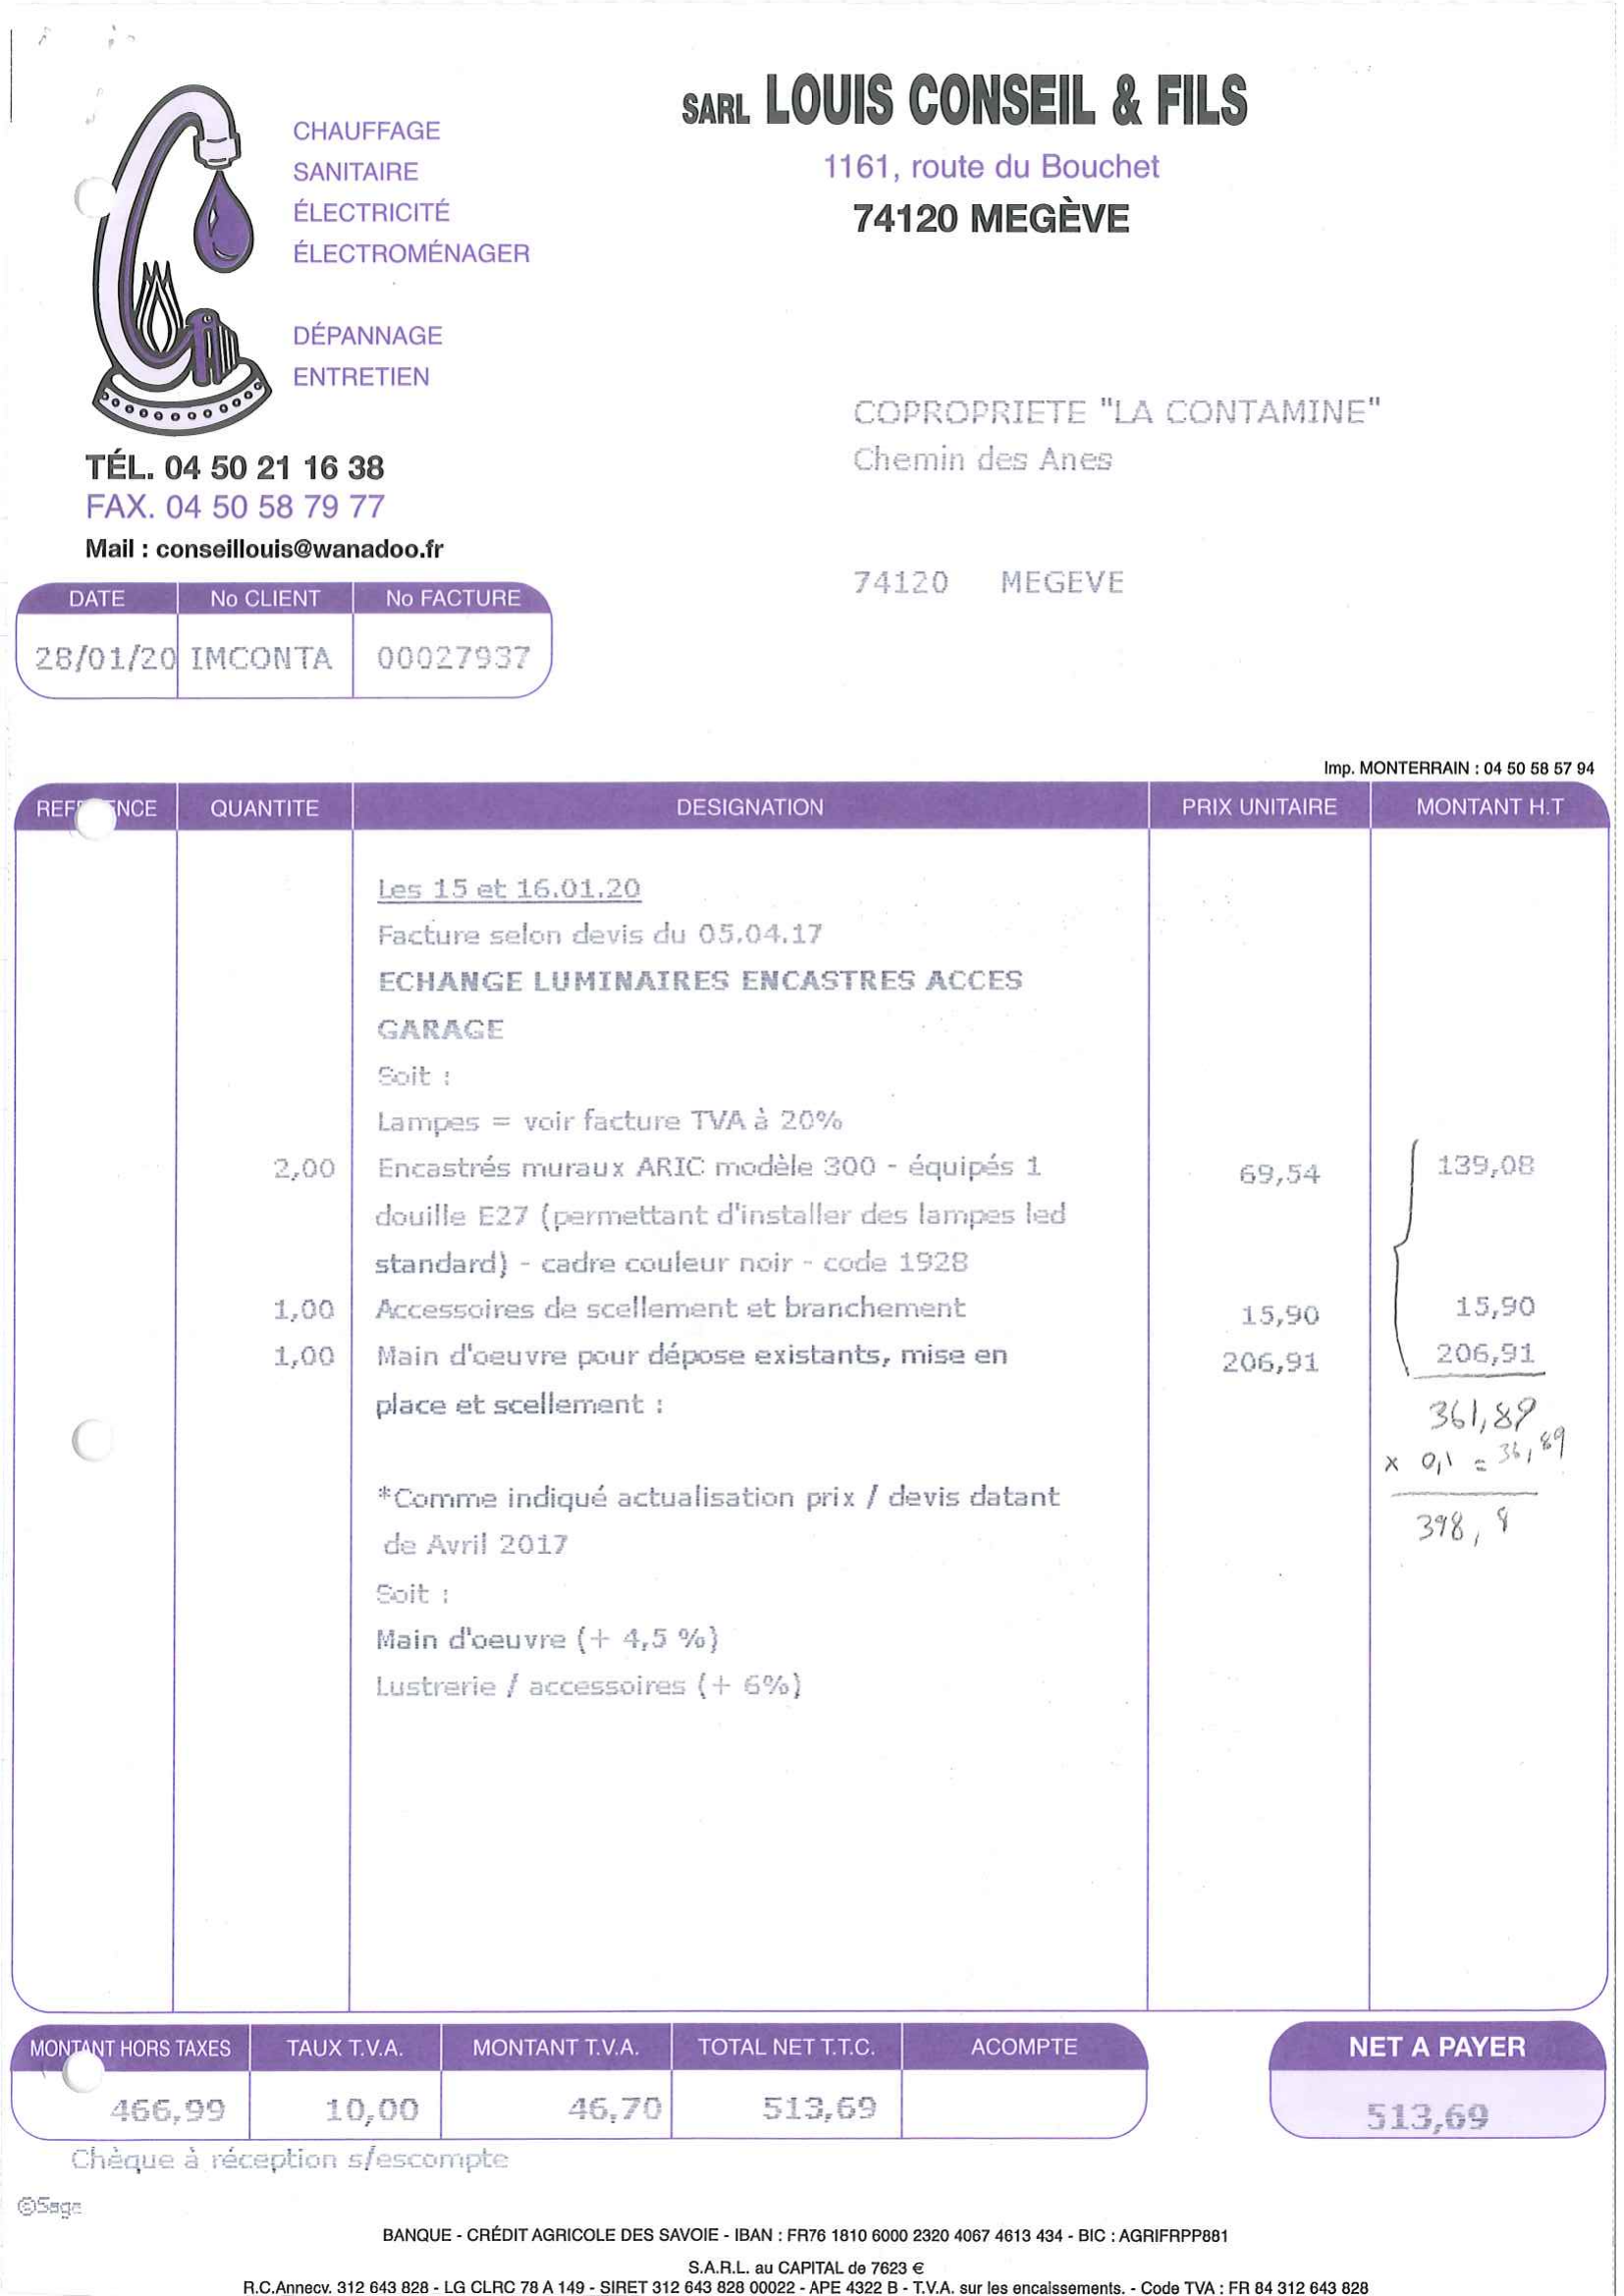 SARL LOUIS CONSEIL & FILS
1161, route du Bouchet
74120 MEGÈVE
CHAUFFAGE
SANITAIRE
ÉLECTRICITÉ
ÉLECTROMÉNAGER
DÉPANNAGE
ENTRETIEN
TÉL. 04 50 21 16 38
FAX. 04 50 58 79 77
Mail : conseillouis@wanadoo.fr
COPROPRIETE "LA CONTAMINE"
Chemin des Anes
74120 MEGEVE
DATE No CLIENT No FACTURE
28/01/20 IMCONTA 00027937
Imp. MONTERRAIN : 04 50 58 57 94
QUANTITE DESIGNATION PRIX UNITAIRE MONTANT H.T
Les 15 et 16.01.20
Facture selon devis du 05.04.17
ECHANGE LUMINAIRES ENCASTRES ACCES
GARAGE
Soit :
Lampes = voir facture TVA à 20%
2,00 Encastrés muraux ARIC modèle 300 - équipés 1 69,54 139,08
douille E27 (permettant d'installer des lampes led
standard) - cadre couleur noir - code 1928
1,00 Accessoires de scellement et branchement 15,90 15,90
1,00 Main d'oeuvre pour dépose existants, mise en 206,91 206,91
place et scellement :
361,89
x 0,1 = 36,89
*Comme indiqué actualisation prix / devis datant
398,8
de Avril 2017
Soit :
Main d'oeuvre (+ 4,5 %)
Lustrerie / accessoires (+ 6%)
MONTANT HORS TAXES TAUX T.V.A. MONTANT T.V.A. TOTAL NET T.T.C. ACOMPTE NET A PAYER
466,99 10,00 46,70 513,69 513,69
Chèque à réception s/escompte
©Sage
BANQUE - CRÉDIT AGRICOLE DES SAVOIE - IBAN : FR76 1810 6000 2320 4067 4613 434 - BIC : AGRIFRPP881
S.A.R.L. au CAPITAL de 7623 €
R.C.Annecy. 312 643 828 - LG CLRC 78 A 149 - SIRET 312 643 828 00022 - APE 4322 B - T.V.A. sur les encaissements. - Code TVA : FR 84 312 643 828